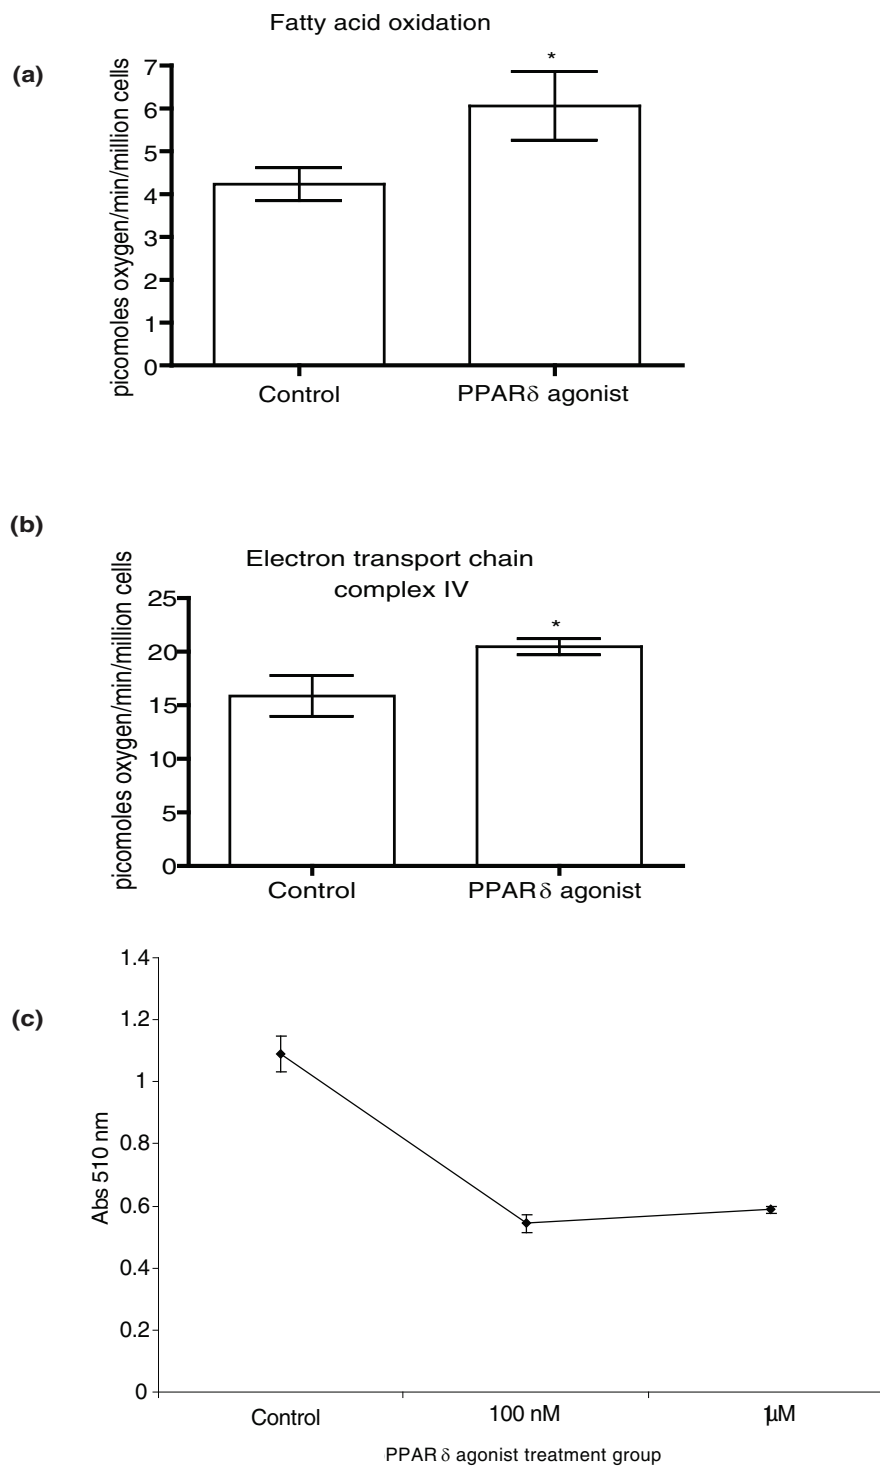 Fatty acid oxidation
(a)
picomoles oxygen/min/million cells
7
6
5
4
3
2
1
0
*
Control
PPARδ agonist
(b)
Electron transport chain
complex IV
picomoles oxygen/min/million cells
25
20
15
10
5
0
*
Control
PPARδ agonist
(c)
Abs 510 nm
1.4
1.2
1
0.8
0.6
0.4
0.2
0
Control
100 nM
1μM
PPAR δ agonist treatment group